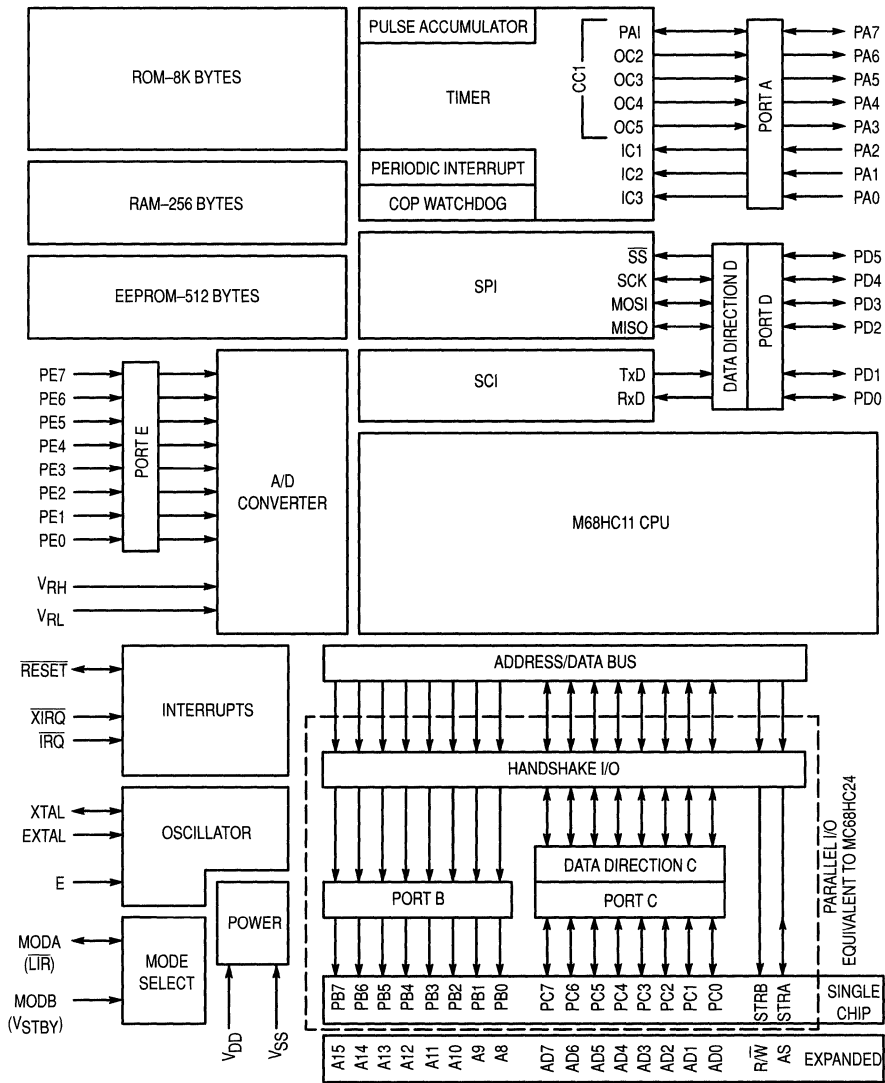 ROM–8K BYTES
RAM–256 BYTES
EEPROM–512 BYTES
PULSE ACCUMULATOR
TIMER
PERIODIC INTERRUPT
COP WATCHDOG
CC1
PAI
OC2
OC3
OC4
OC5
IC1
IC2
IC3
PORT A
PA7
PA6
PA5
PA4
PA3
PA2
PA1
PA0
SPI
SS
SCK
MOSI
MISO
SCI
TxD
RxD
DATA DIRECTION D
PORT D
PD5
PD4
PD3
PD2
PD1
PD0
PE7
PE6
PE5
PE4
PE3
PE2
PE1
PE0
PORT E
VRH
VRL
A/D
CONVERTER
M68HC11 CPU
RESET
XIRQ
IRQ
INTERRUPTS
XTAL
EXTAL
E
OSCILLATOR
MODA
(LIR)
MODB
(VSTBY)
MODE
SELECT
POWER
VDD
VSS
ADDRESS/DATA BUS
HANDSHAKE I/O
DATA DIRECTION C
PORT B
PORT C
PARALLEL I/O
EQUIVALENT TO MC68HC24
PB7
PB6
PB5
PB4
PB3
PB2
PB1
PB0
PC7
PC6
PC5
PC4
PC3
PC2
PC1
PC0
STRB
STRA
SINGLE
CHIP
A15
A14
A13
A12
A11
A10
A9
A8
AD7
AD6
AD5
AD4
AD3
AD2
AD1
AD0
R/W
AS
EXPANDED